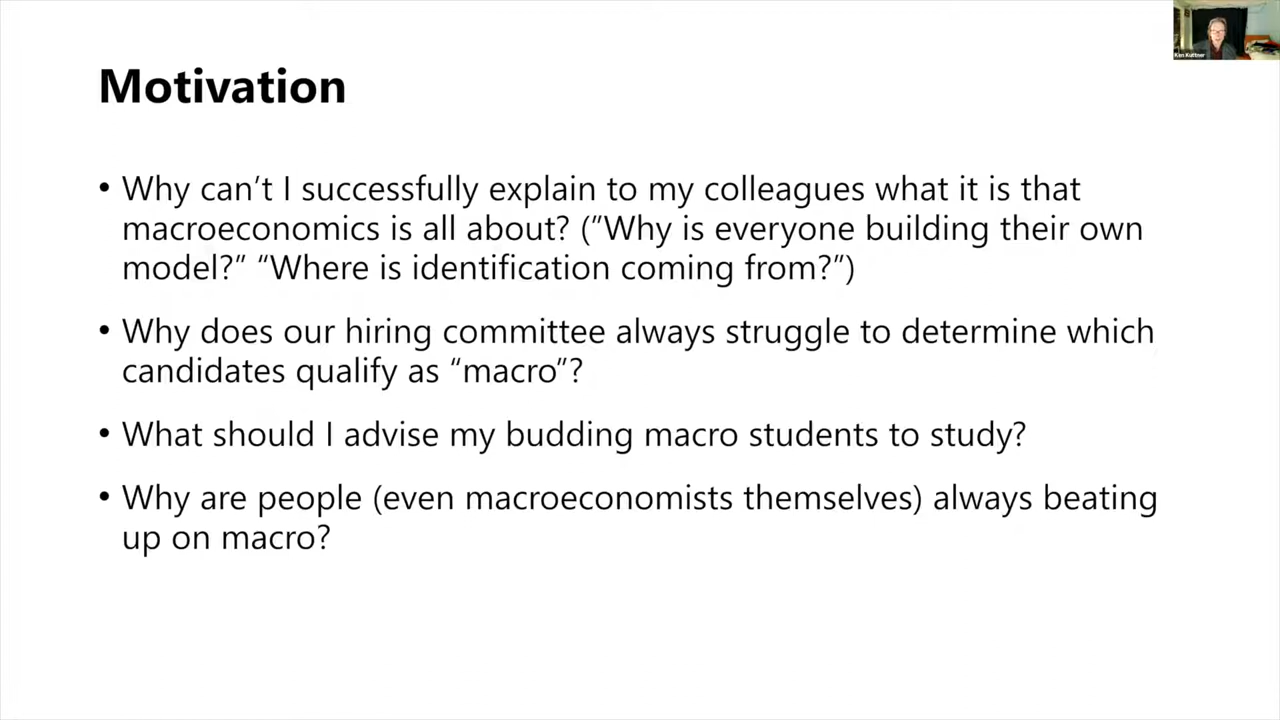 Motivation
• Why can’t I successfully explain to my colleagues what it is that
macroeconomics is all about? (”Why is everyone building their own
model?” “Where is identification coming from?”)
• Why does our hiring committee always struggle to determine which
candidates qualify as “macro”?
• What should I advise my budding macro students to study?
• Why are people (even macroeconomists themselves) always beating
up on macro?
Ken Kuttner